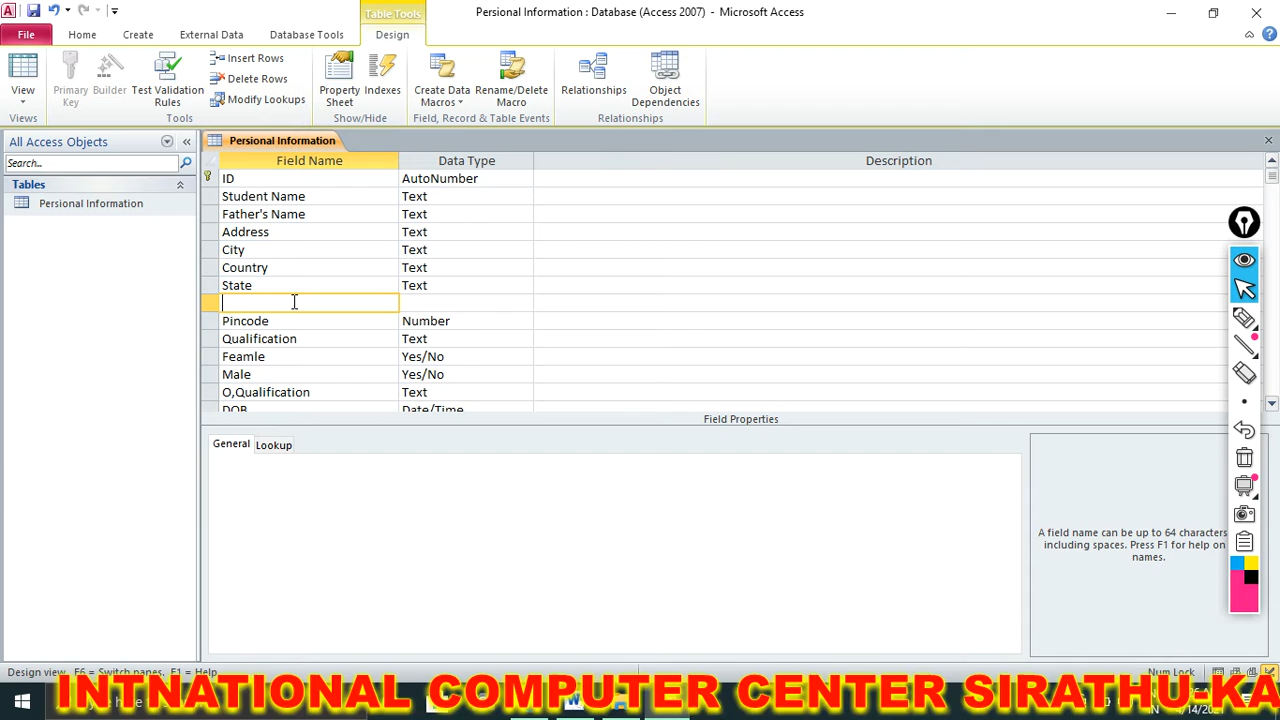 Table Tools
Persional Information : Database (Access 2007) - Microsoft Access
File Home Create External Data Database Tools Design
View
Primary Key
Builder
Test Validation Rules
Insert Rows
Delete Rows
Modify Lookups
Property Sheet
Indexes
Create Data Macros
Rename/Delete Macro
Relationships
Object Dependencies
Views Tools Show/Hide Field, Record & Table Events Relationships
All Access Objects
Search...
Tables
Persional Information
Persional Information
Field Name Data Type Description
ID AutoNumber
Student Name Text
Father's Name Text
Address Text
City Text
Country Text
State Text
Pincode Number
Qualification Text
Feamle Yes/No
Male Yes/No
O,Qualification Text
DOB Date/Time
Field Properties
General Lookup
A field name can be up to 64 characters
including spaces. Press F1 for help on
names.
Design view. F6 = Switch panes. F1 = Help.
Num Lock
INTNATIONAL COMPUTER CENTER SIRATHU-KA